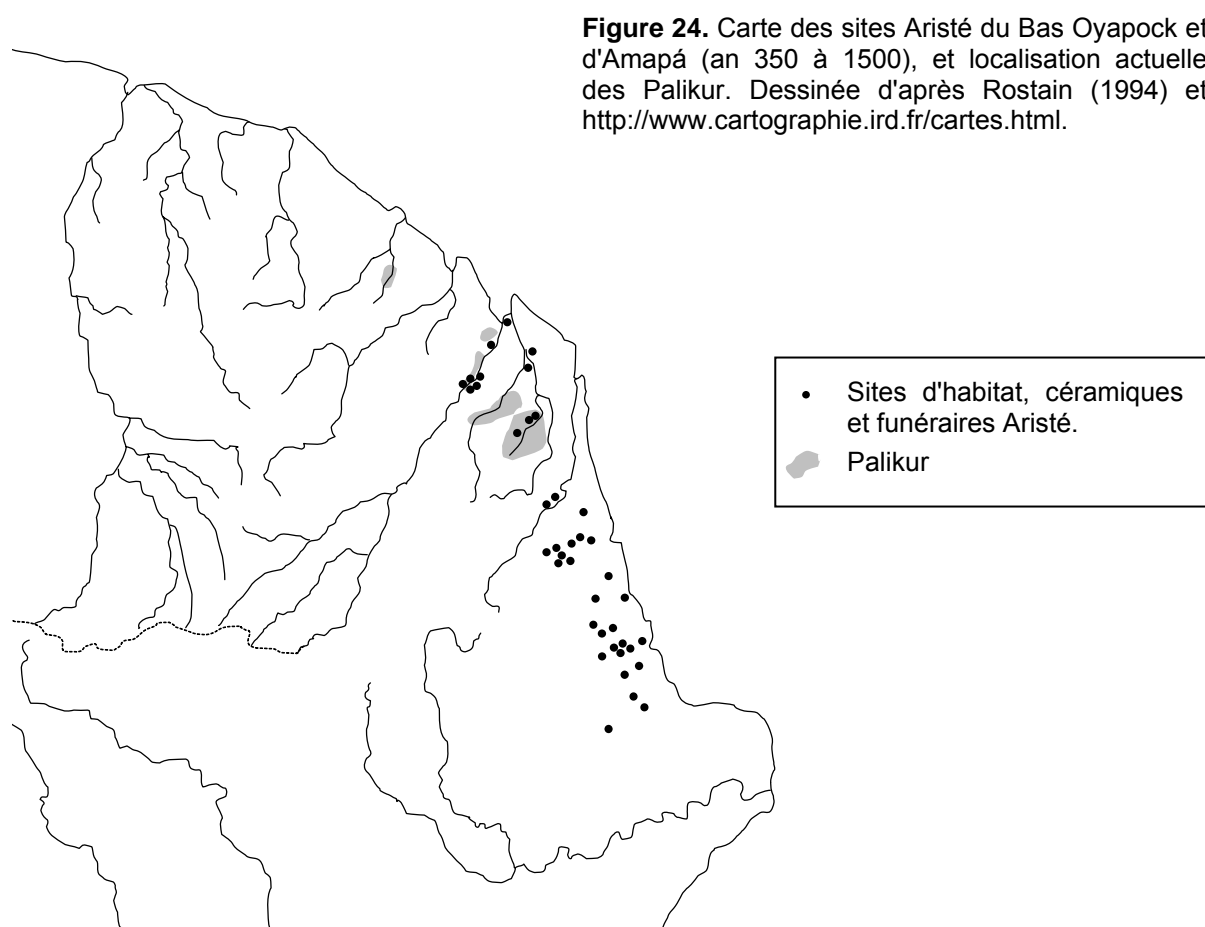 Figure 24. Carte des sites Aristé du Bas Oyapock et
d'Amapá (an 350 à 1500), et localisation actuelle
des Palikur. Dessinée d'après Rostain (1994) et
http://www.cartographie.ird.fr/cartes.html.
Sites d'habitat, céramiques
et funéraires Aristé.
Palikur